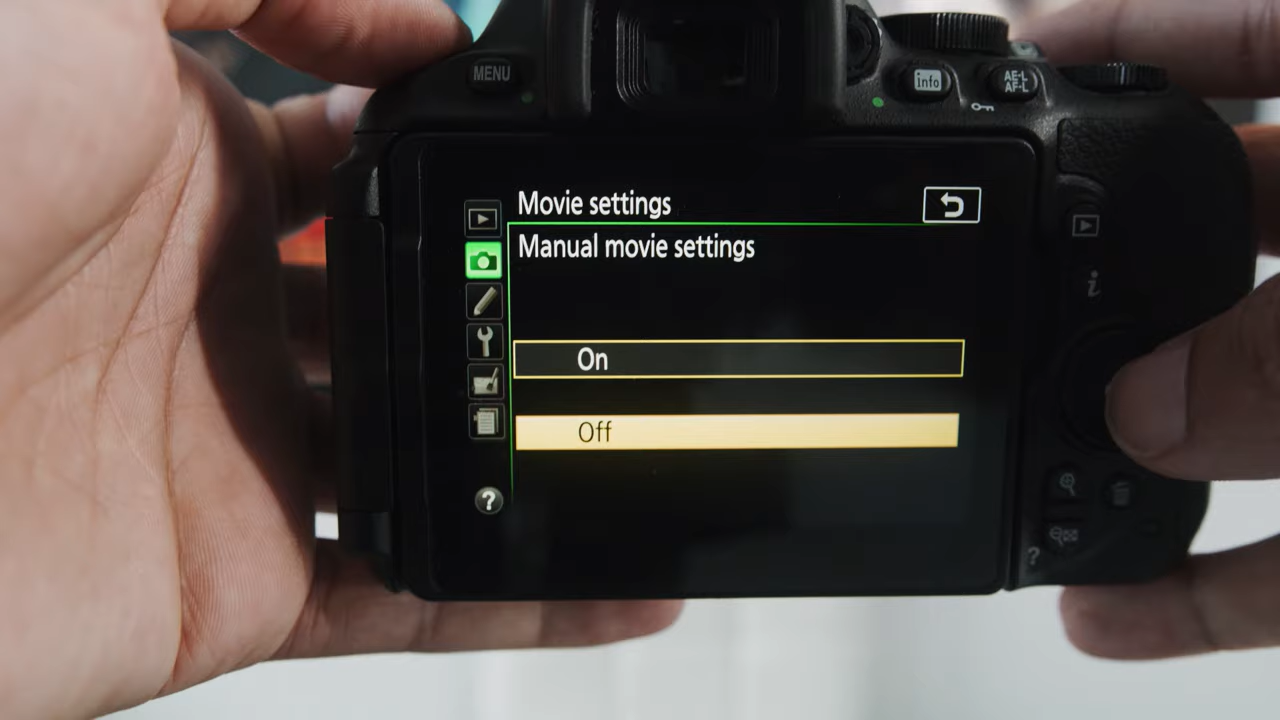 MENU
info
AE-L
AF-L
Movie settings
Manual movie settings
On
Off
?
i
?